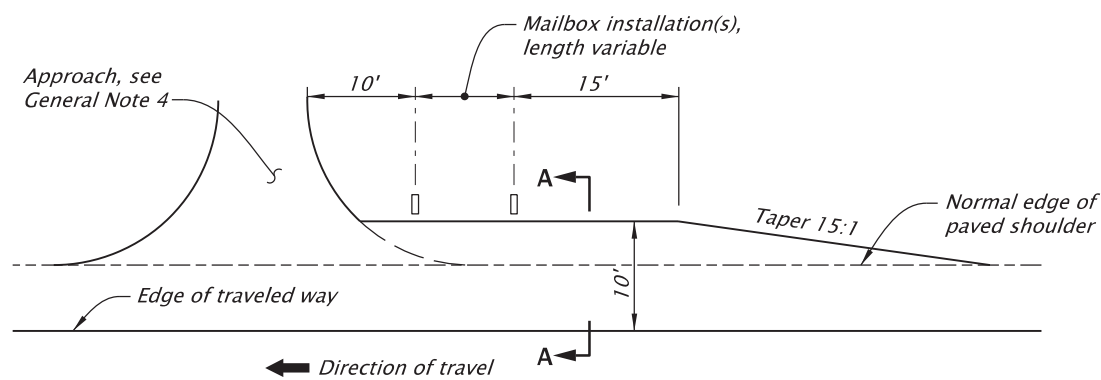 Mailbox installation(s),
length variable
Approach, see
General Note 4
10'
15'
A
Taper 15:1
Normal edge of
paved shoulder
10'
Edge of traveled way
A
Direction of travel